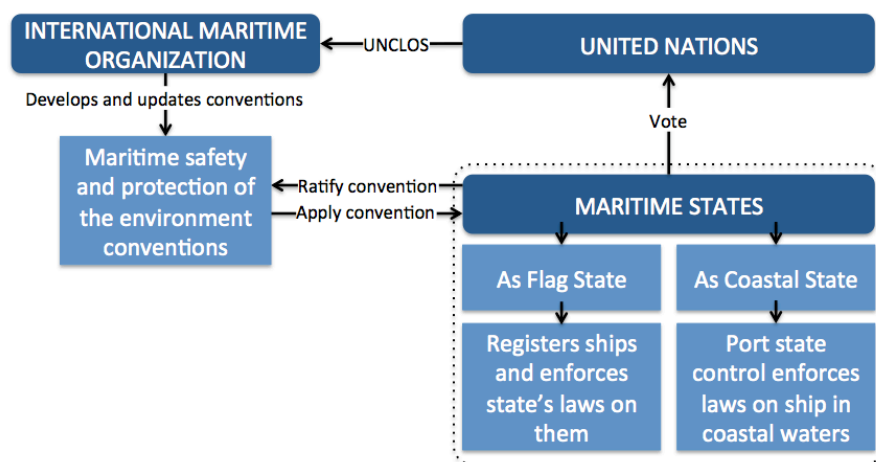 INTERNATIONAL MARITIME
ORGANIZATION
UNCLOS
UNITED NATIONS
Develops and updates conventions
Vote
Maritime safety
and protection of
the environment
conventions
Ratify convention
Apply convention
MARITIME STATES
As Flag State
As Coastal State
Registers ships
and enforces
state’s laws on
them
Port state
control enforces
laws on ship in
coastal waters